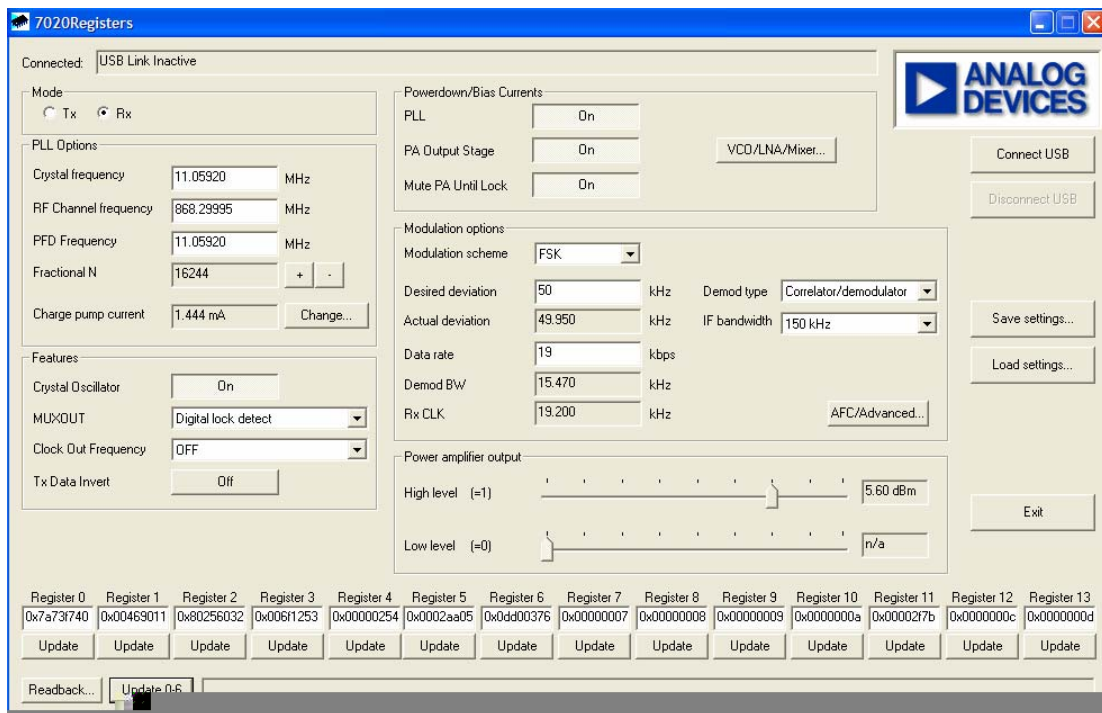 7020Registers
Connected: USB Link Inactive
ANALOG DEVICES
Mode
Tx Rx
PLL Options
Crystal frequency 11.05920 MHz
RF Channel frequency 868.29995 MHz
PFD Frequency 11.05920 MHz
Fractional N 16244 + -
Charge pump current 1.444 mA Change...
Features
Crystal Oscillator On
MUXOUT Digital lock detect
Clock Out Frequency OFF
Tx Data Invert Off
Powerdown/Bias Currents
PLL On
PA Output Stage On VCO/LNA/Mixer...
Mute PA Until Lock On
Modulation options
Modulation scheme FSK
Desired deviation 50 kHz Demod type Correlator/demodulator
Actual deviation 49.950 kHz IF bandwidth 150 kHz
Data rate 19 kbps
Demod BW 15.470 kHz
Rx CLK 19.200 kHz AFC/Advanced...
Power amplifier output
High level (=1) 5.60 dBm
Low level (=0) n/a
Connect USB
Disconnect USB
Save settings...
Load settings...
Exit
Register 0 Register 1 Register 2 Register 3 Register 4 Register 5 Register 6 Register 7 Register 8 Register 9 Register 10 Register 11 Register 12 Register 13
0x7a73f740 0x00469011 0x80256032 0x006f1253 0x00000254 0x0002aa05 0x0dd00376 0x00000007 0x00000008 0x00000009 0x0000000a 0x00002f7b 0x0000000c 0x0000000d
Update Update Update Update Update Update Update Update Update Update Update Update Update Update
Readback... Update 0-6